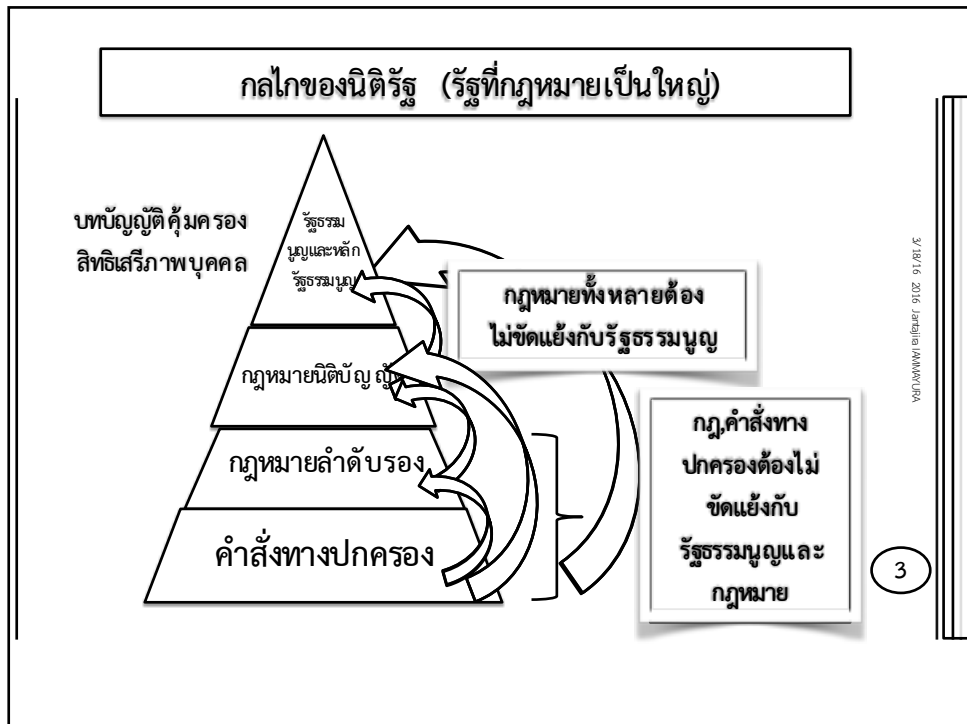 กลไกของนิติรัฐ (รัฐที่กฎหมายเป็นใหญ่)
บทบัญญัติคุ้มครอง
สิทธิเสรีภาพบุคคล
รัฐธรรม
นูญและหลัก
รัฐธรรมนูญ
กฎหมายทั้งหลายต้อง
ไม่ขัดแย้งกับรัฐธรรมนูญ
กฎหมายนิติบัญญั
กฎหมายลำดับรอง
คำสั่งทางปกครอง
กฎ,คำสั่งทาง
ปกครองต้องไม่
ขัดแย้งกับ
รัฐธรรมนูญและ
กฎหมาย
3/18/16 2016 Jantajira IAMMAYURA
3